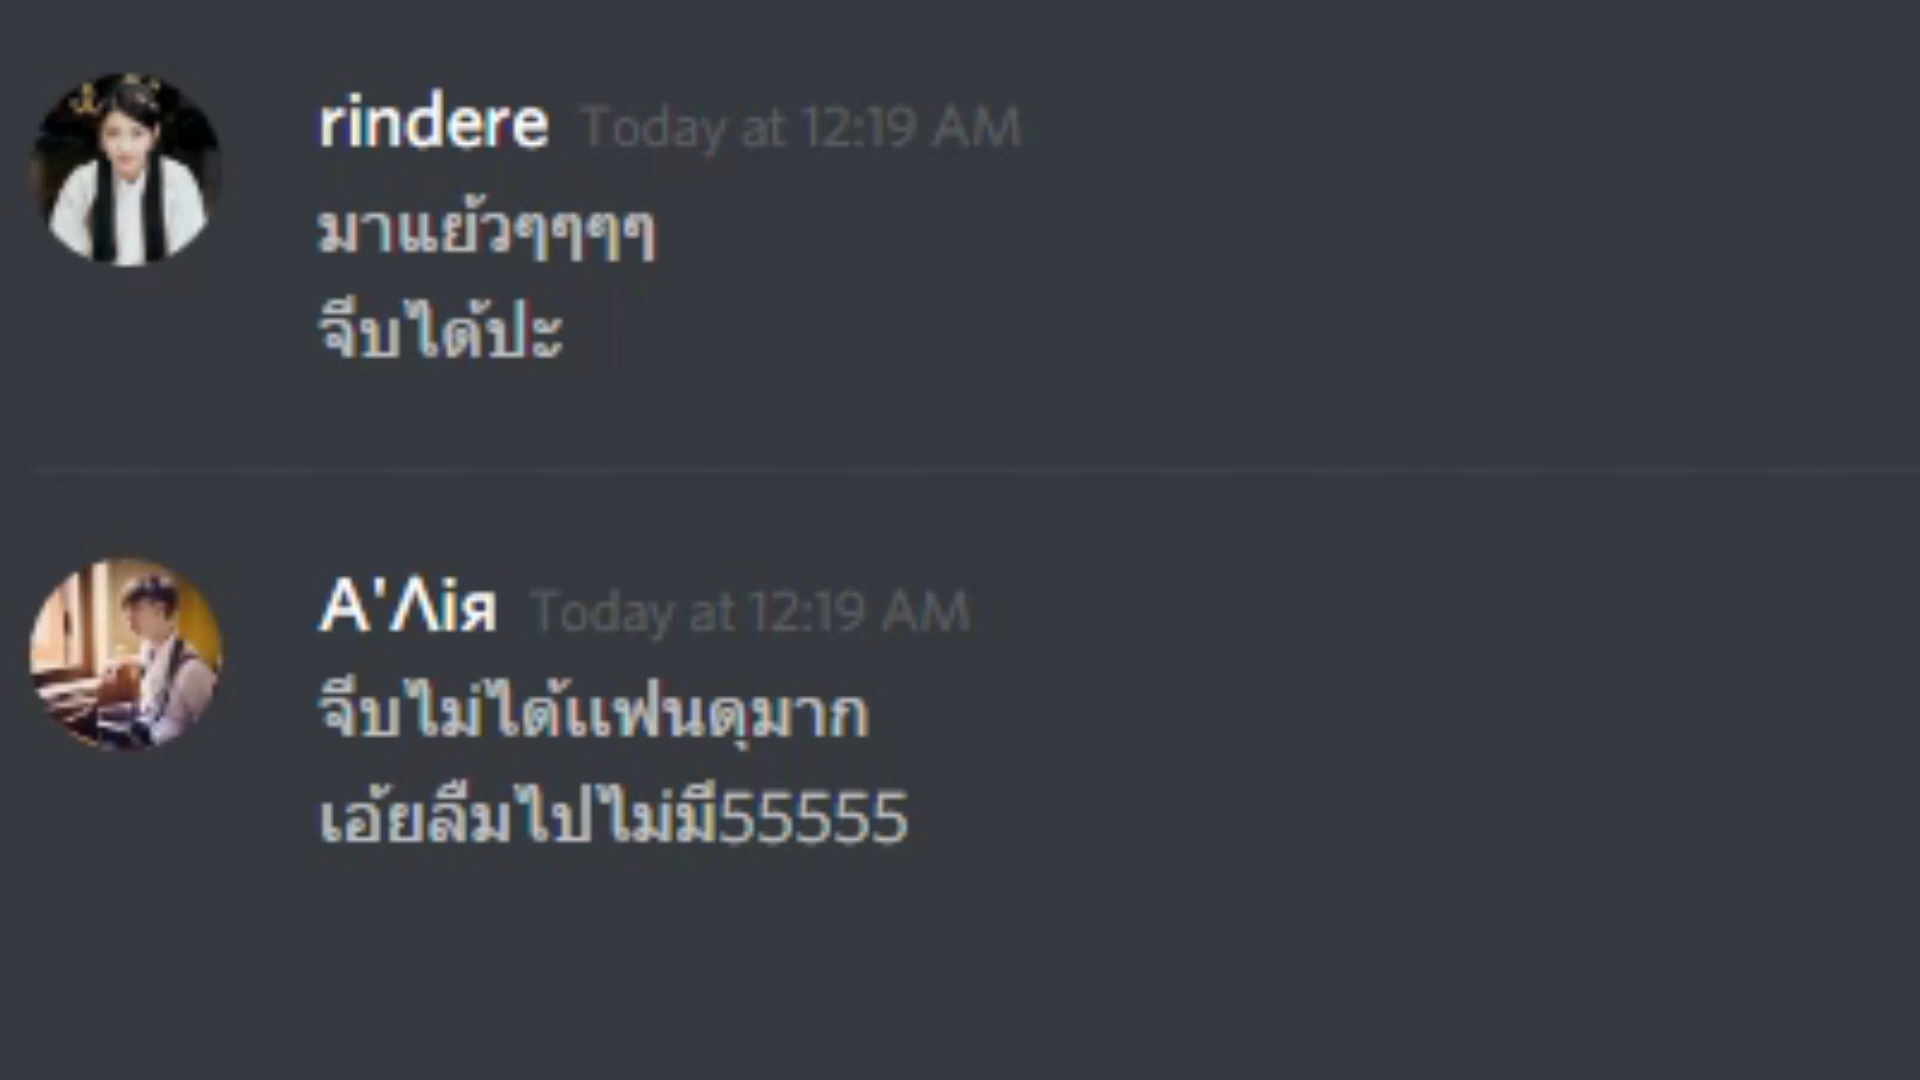 rindere Today at 12:19 AM
มาแย้วๆๆๆๆ
จีบได้ปะ
A'Λiя Today at 12:19 AM
จีบไม่ได้แฟนดุมาก
เอ้ยลืมไปไม่มี55555